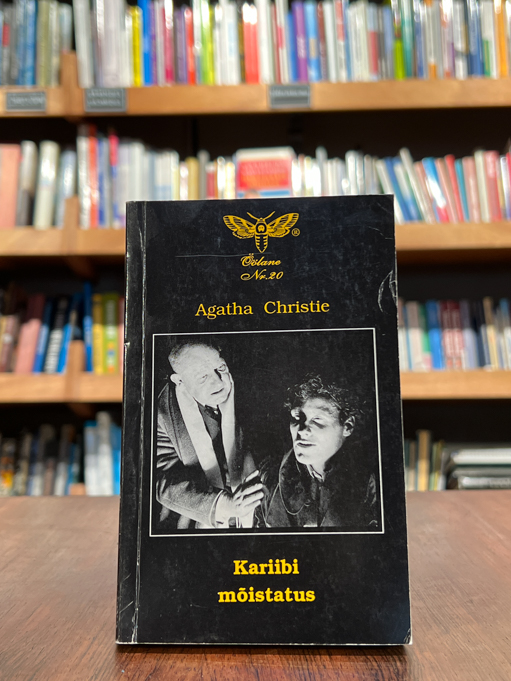 ®
Öölane
Nr.20
Agatha Christie
Kariibi
mõistatus